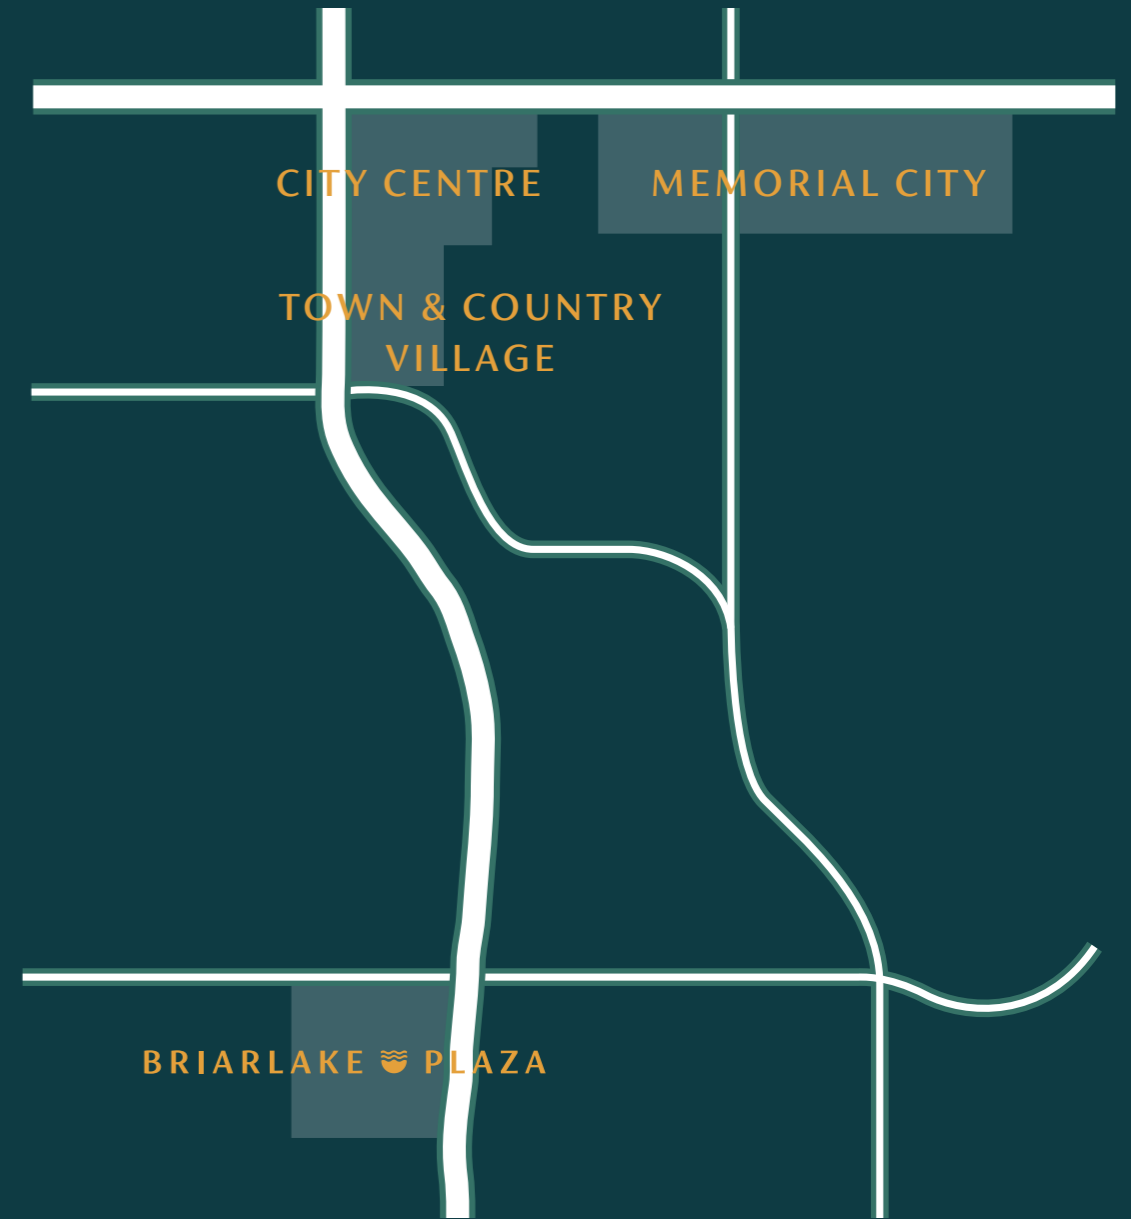 CITY CENTRE
MEMORIAL CITY
TOWN & COUNTRY
VILLAGE
BRIARLAKE PLAZA